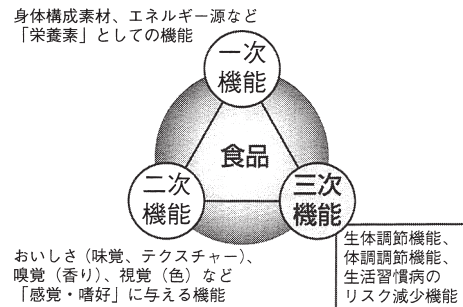 身体構成素材、エネルギー源など
「栄養素」としての機能
一次
機能
食品
二次
機能
三次
機能
おいしさ（味覚、テクスチャー）、
嗅覚（香り）、視覚（色）など
「感覚・嗜好」に与える機能
生体調節機能、
体調調節機能、
生活習慣病の
リスク減少機能